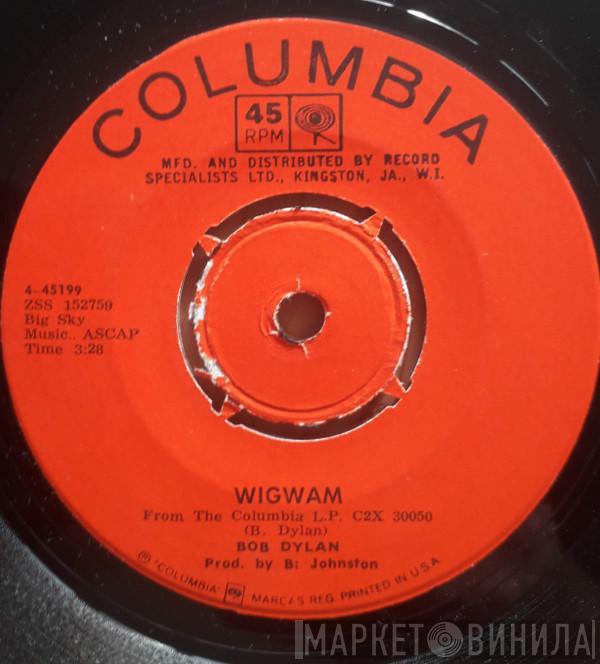 COLUMBIA
45
RPM
MFD. AND DISTRIBUTED BY RECORD
SPECIALISTS LTD., KINGSTON, JA., W.I.
4-45199
ZSS 152759
Big Sky
Music.. ASCAP
Time 3:28
WIGWAM
From The Columbia L.P. C2X 30050
(B. Dylan)
BOB DYLAN
Prod. by B: Johnston
® "COLUMBIA" MARCAS REG. PRINTED IN U.S.A.
МАРКЕТ ВИНИЛА